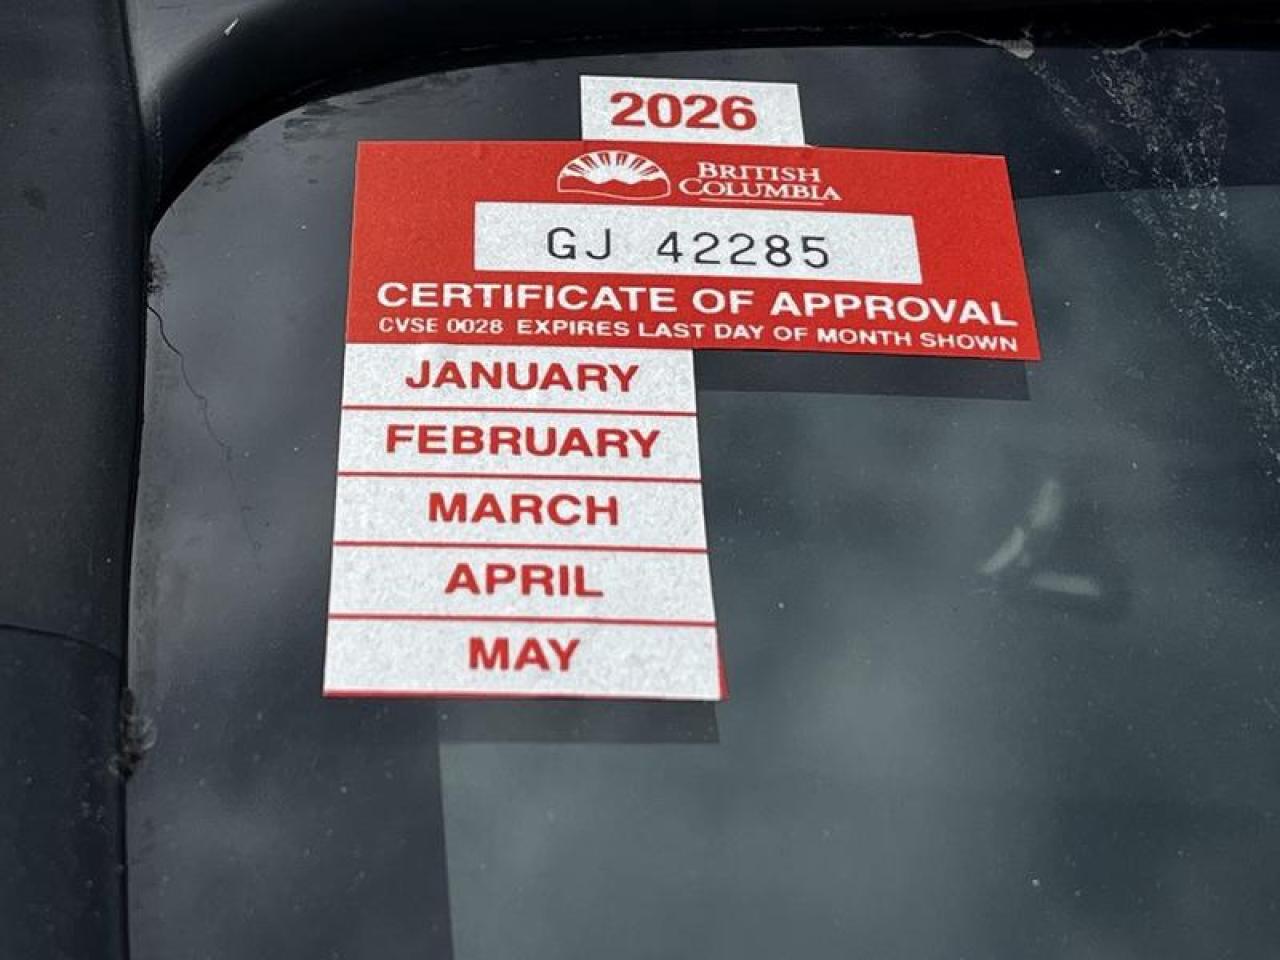 2026
BRITISH
COLUMBIA
GJ 42285
CERTIFICATE OF APPROVAL
CVSE 0028 EXPIRES LAST DAY OF MONTH SHOWN
JANUARY
FEBRUARY
MARCH
APRIL
MAY